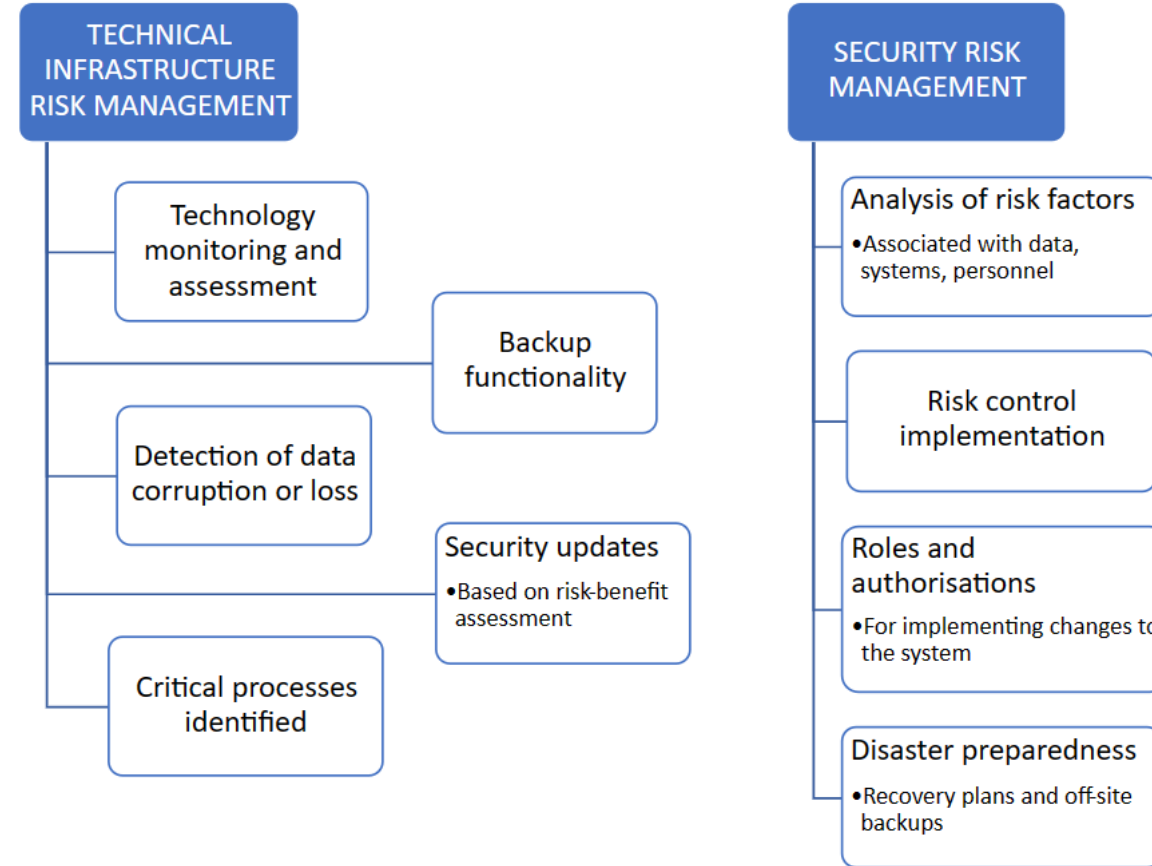 TECHNICAL
INFRASTRUCTURE
RISK MANAGEMENT
Technology
monitoring and
assessment
Backup
functionality
Detection of data
corruption or loss
Security updates
•Based on risk-benefit
assessment
Critical processes
identified
SECURITY RISK
MANAGEMENT
Analysis of risk factors
•Associated with data,
systems, personnel
Risk control
implementation
Roles and
authorisations
•For implementing changes to
the system
Disaster preparedness
•Recovery plans and off-site
backups